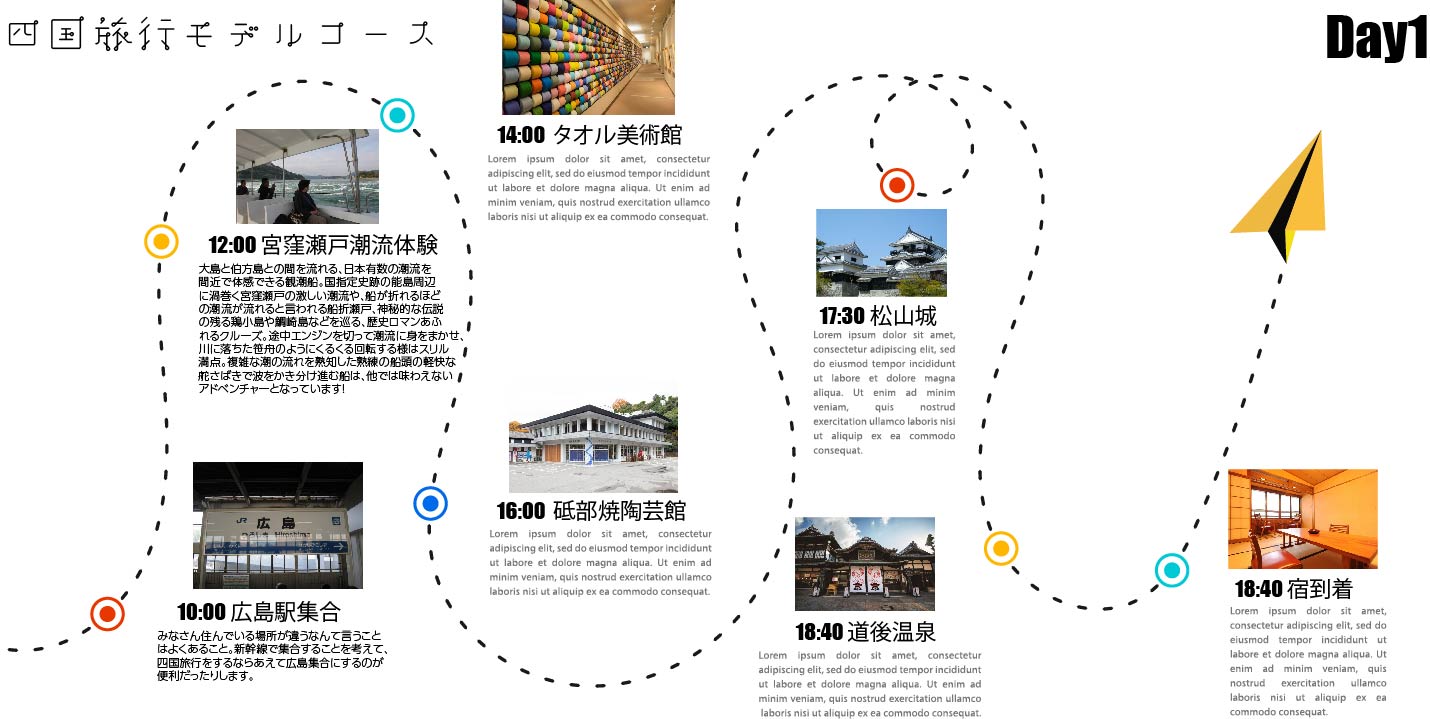 四国旅行モデルコース
Day1
10:00 広島駅集合
みなさん住んでいる場所が違うなんて言うこと
はよくあること。新幹線で集合することを考えて、
四国旅行をするならあえて広島集合にするのが
便利だったりします。
JR 広島
12:00 宮窪瀬戸潮流体験
大島と伯方島との間を流れる、日本有数の潮流を
間近で体感できる観潮船。国指定史跡の能島周辺
に渦巻く宮窪瀬戸の激しい潮流や、船が折れるほど
の潮流が流れると言われる船折瀬戸、神秘的な伝説
の残る鶏小島や鯛崎島などを巡る、歴史ロマンあふ
れるクルーズ。途中エンジンを切って潮流に身をまかせ、
川に落ちた笹舟のようにくるくる回転する様はスリル
満点。複雑な潮の流れを熟知した熟練の船頭の軽快な
舵さばきで波をかき分け進む船は、他では味わえない
アドベンチャーとなっています!
14:00 タオル美術館
Lorem ipsum dolor sit amet, consectetur
adipiscing elit, sed do eiusmod tempor incididunt
ut labore et dolore magna aliqua. Ut enim ad
minim veniam, quis nostrud exercitation ullamco
laboris nisi ut aliquip ex ea commodo consequat.
16:00 砥部焼陶芸館
Lorem ipsum dolor sit amet, consectetur
adipiscing elit, sed do eiusmod tempor incididunt
ut labore et dolore magna aliqua. Ut enim ad
minim veniam, quis nostrud exercitation ullamco
laboris nisi ut aliquip ex ea commodo consequat.
17:30 松山城
Lorem ipsum dolor sit amet,
consectetur adipiscing elit, sed
do eiusmod tempor incididunt
ut labore et dolore magna
aliqua. Ut enim ad minim
veniam, quis nostrud
exercitation ullamco laboris nisi
ut aliquip ex ea commodo
consequat.
18:40 道後温泉
Lorem ipsum dolor sit amet, consectetur
adipiscing elit, sed do eiusmod tempor incididunt
ut labore et dolore magna aliqua. Ut enim ad
minim veniam, quis nostrud exercitation ullamco
laboris nisi ut aliquip ex ea commodo consequat.
18:40 宿到着
Lorem ipsum dolor sit amet,
consectetur adipiscing elit, sed do
eiusmod tempor incididunt ut
labore et dolore magna aliqua. Ut
enim ad minim veniam, quis
nostrud exercitation ullamco
laboris nisi ut aliquip ex ea
commodo consequat.